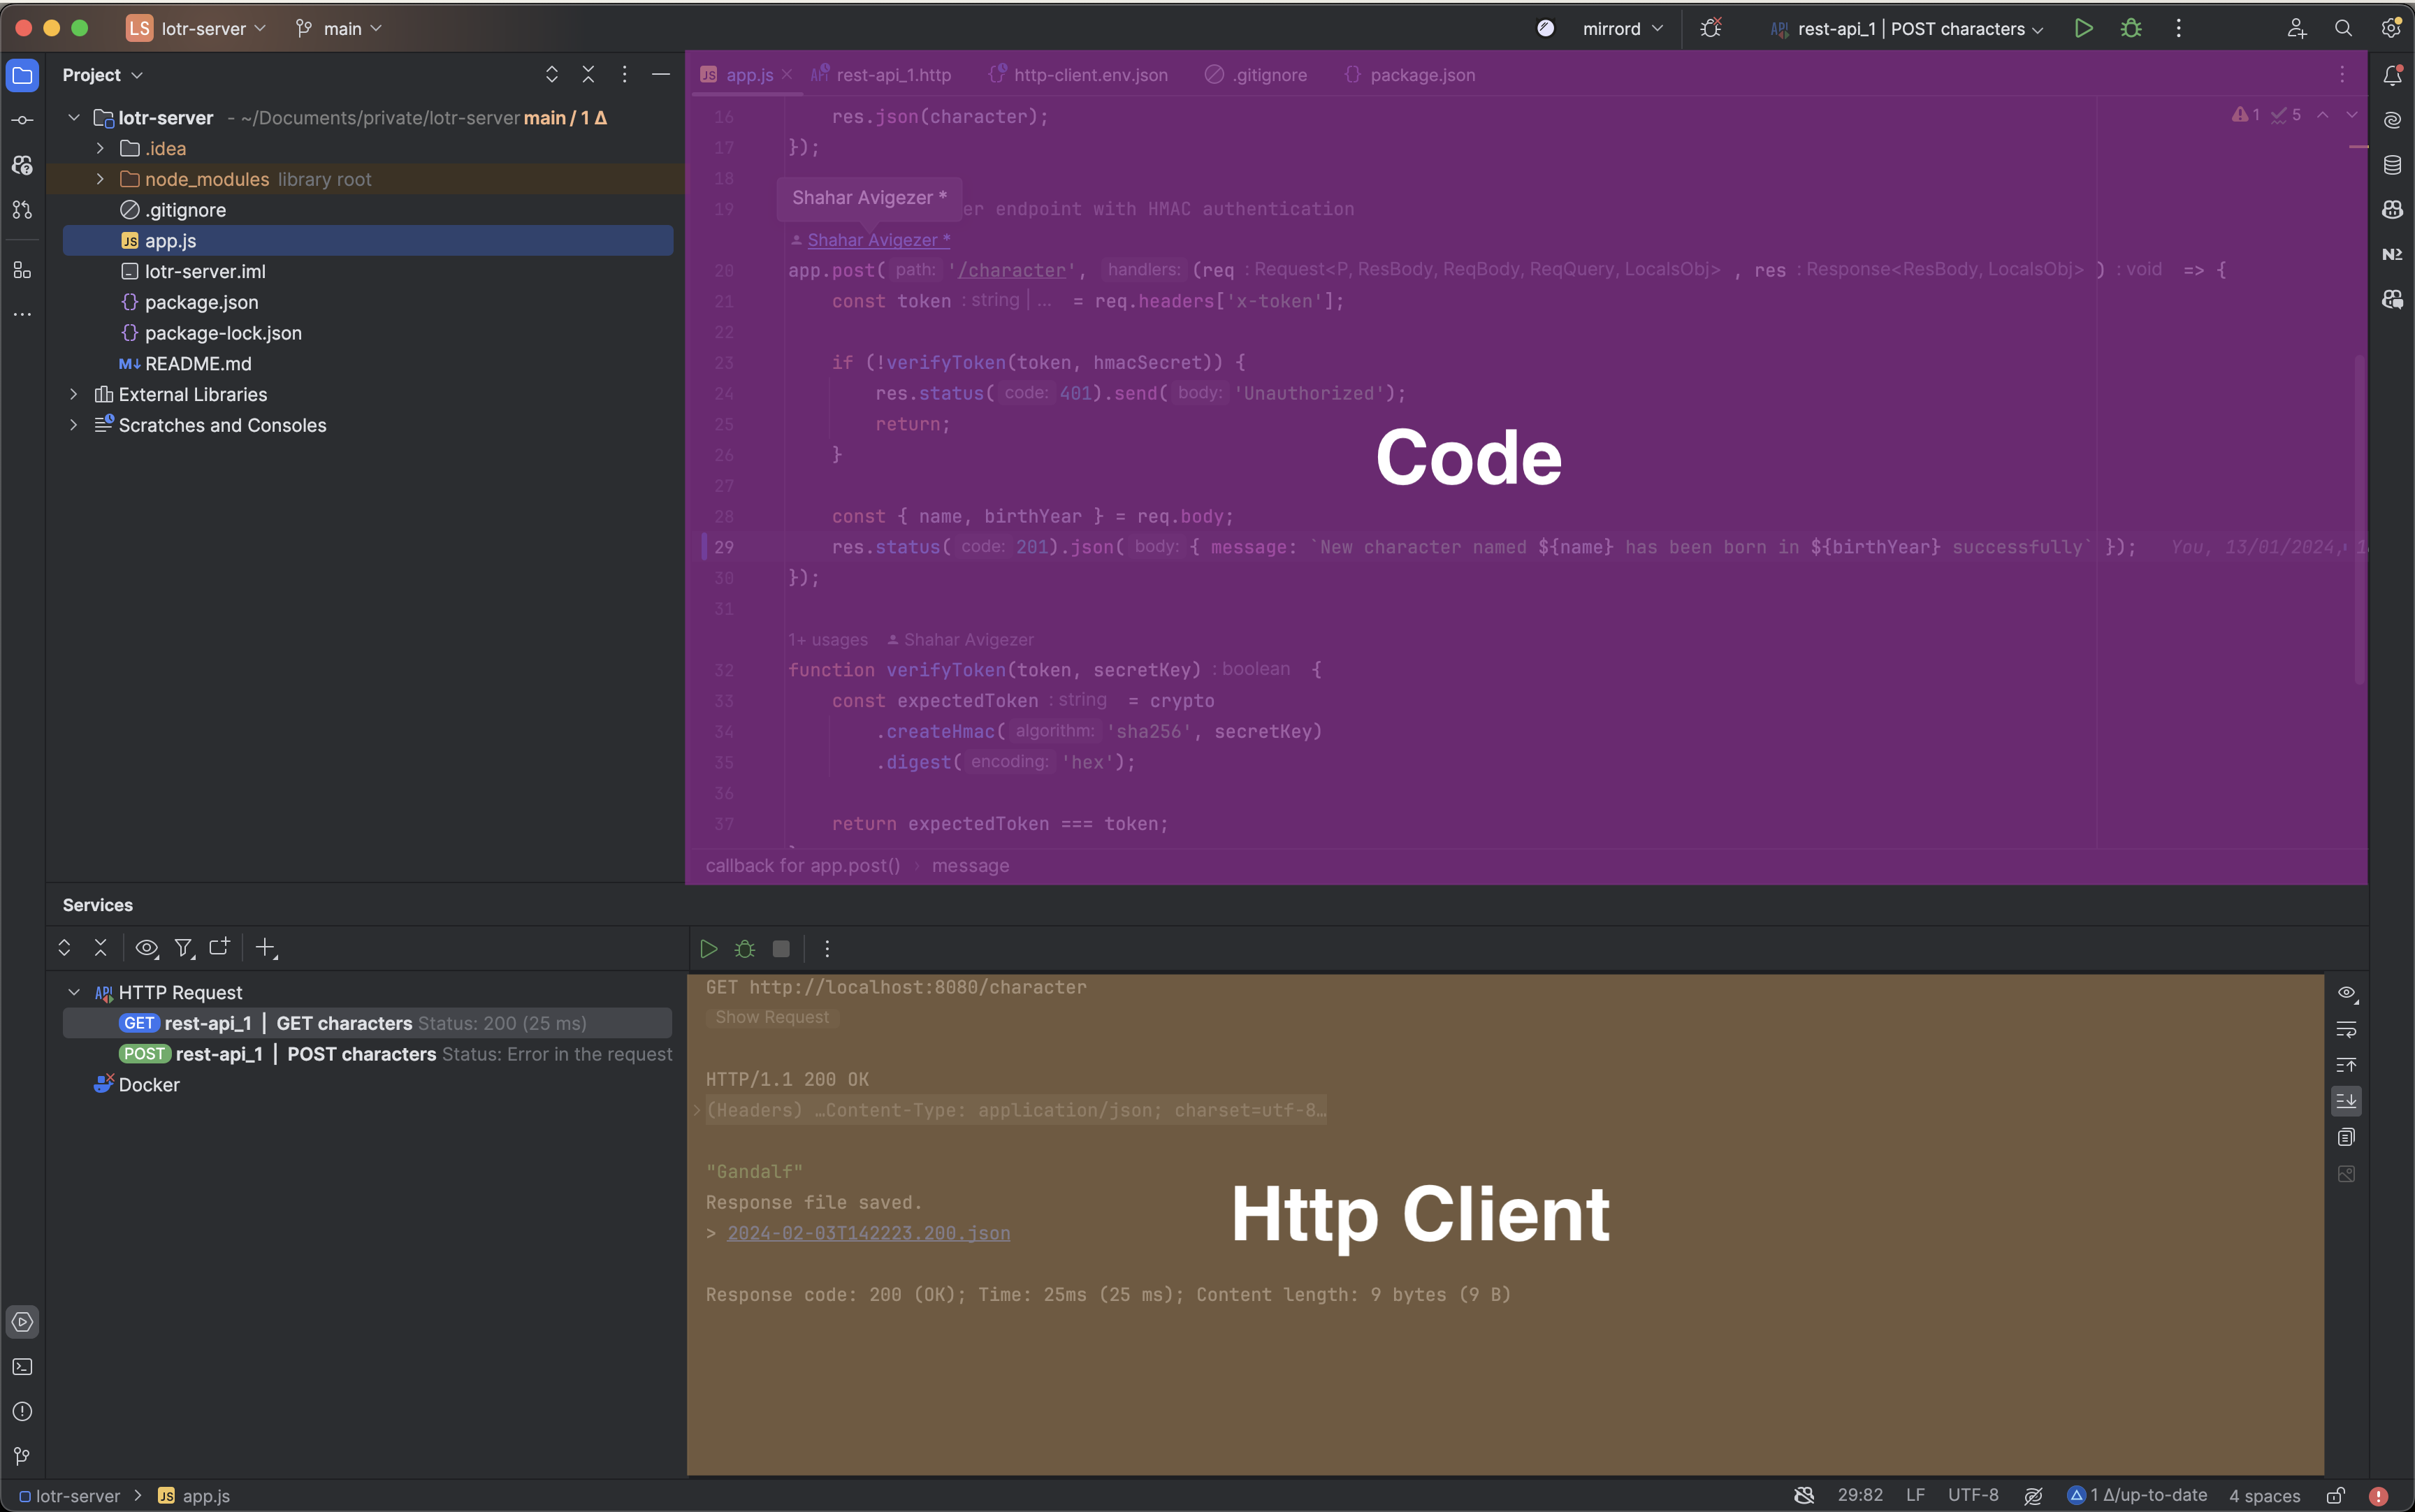 LS lotr-server main mirrord API rest-api_1 | POST characters
Project
lotr-server - ~/Documents/private/lotr-server main / 1 Δ
.idea
node_modules library root
.gitignore
JS app.js
lotr-server.iml
{} package.json
{} package-lock.json
M↓ README.md
External Libraries
Scratches and Consoles
JS app.js API rest-api_1.http {} http-client.env.json .gitignore {} package.json
1 5
16 res.json(character);
17 });
18
Shahar Avigezer *
19 er endpoint with HMAC authentication
Shahar Avigezer *
20 app.post( path: '/character', handlers: (req : Request<P, ResBody, ReqBody, ReqQuery, LocalsObj> , res : Response<ResBody, LocalsObj> ) : void => {
21 const token : string | ... = req.headers['x-token'];
22
23 if (!verifyToken(token, hmacSecret)) {
24 res.status( code: 401).send( body: 'Unauthorized');
25 return;
26 }
27
28 const { name, birthYear } = req.body;
29 res.status( code: 201).json( body: { message: `New character named ${name} has been born in ${birthYear} successfully` }); You, 13/01/2024,
30 });
31
1+ usages Shahar Avigezer
32 function verifyToken(token, secretKey) : boolean {
33 const expectedToken : string = crypto
34 .createHmac( algorithm: 'sha256', secretKey)
35 .digest( encoding: 'hex');
36
37 return expectedToken === token;
callback for app.post() › message
Code
Services
API HTTP Request
GET rest-api_1 | GET characters Status: 200 (25 ms)
POST rest-api_1 | POST characters Status: Error in the request
Docker
GET http://localhost:8080/character
Show Request
HTTP/1.1 200 OK
(Headers) …Content-Type: application/json; charset=utf-8…
"Gandalf"
Response file saved.
> 2024-02-03T142223.200.json
Response code: 200 (OK); Time: 25ms (25 ms); Content length: 9 bytes (9 B)
Http Client
lotr-server > JS app.js
29:82 LF UTF-8 1 Δ/up-to-date 4 spaces